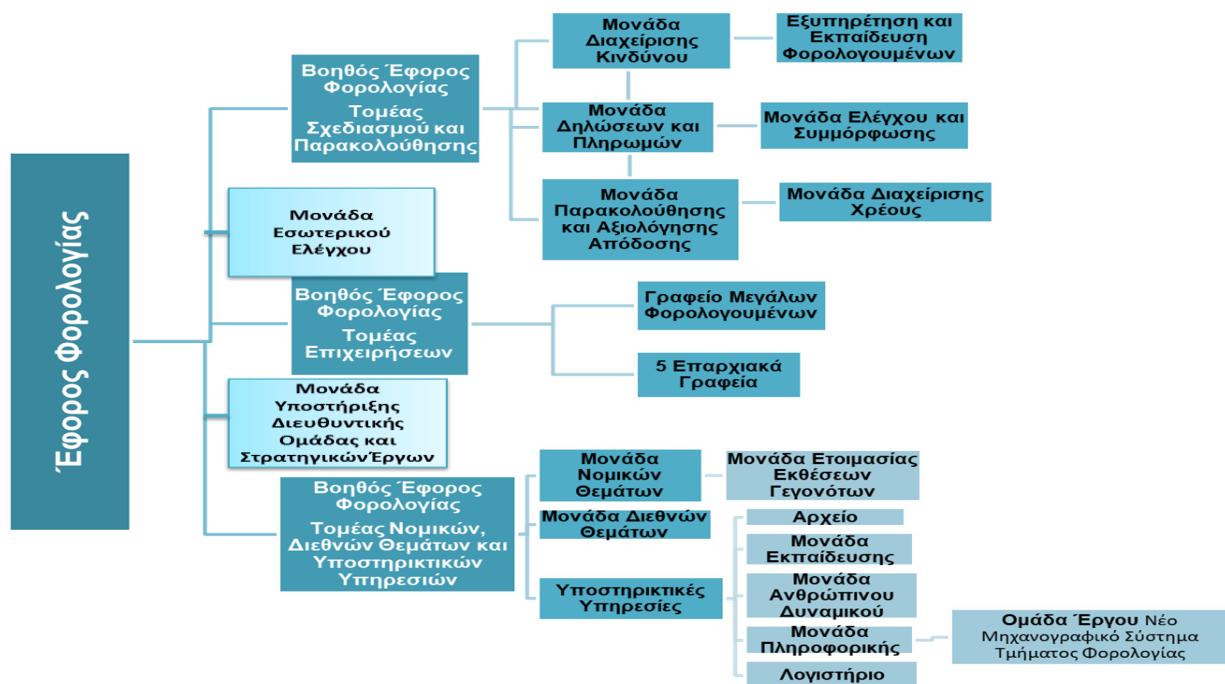 Έφορος Φορολογίας
Βοηθός Έφορος
Φορολογίας
Τομέας
Σχεδιασμού και
Παρακολούθησης
Μονάδα
Διαχείρισης
Κινδύνου
Εξυπηρέτηση και
Εκπαίδευση
Φορολογουμένων
Μονάδα
Δηλώσεων και
Πληρωμών
Μονάδα Ελέγχου και
Συμμόρφωσης
Μονάδα
Παρακολούθησης
και Αξιολόγησης
Απόδοσης
Μονάδα Διαχείρισης
Χρέους
Μονάδα
Εσωτερικού
Ελέγχου
Βοηθός Έφορος
Φορολογίας
Τομέας
Επιχειρήσεων
Γραφείο Μεγάλων
Φορολογουμένων
5 Επαρχιακά
Γραφεία
Μονάδα
Υποστήριξης
Διευθυντικής
Ομάδας και
Στρατηγικών Έργων
Βοηθός Έφορος
Φορολογίας
Τομέας Νομικών,
Διεθνών Θεμάτων και
Υποστηρικτικών
Υπηρεσιών
Μονάδα
Νομικών
Θεμάτων
Μονάδα Ετοιμασίας
Εκθέσεων
Γεγονότων
Μονάδα Διεθνών
Θεμάτων
Υποστηρικτικές
Υπηρεσίες
Αρχείο
Μονάδα
Εκπαίδευσης
Μονάδα
Ανθρώπινου
Δυναμικού
Μονάδα
Πληροφορικής
Ομάδα Έργου Νέο
Μηχανογραφικό Σύστημα
Τμήματος Φορολογίας
Λογιστήριο